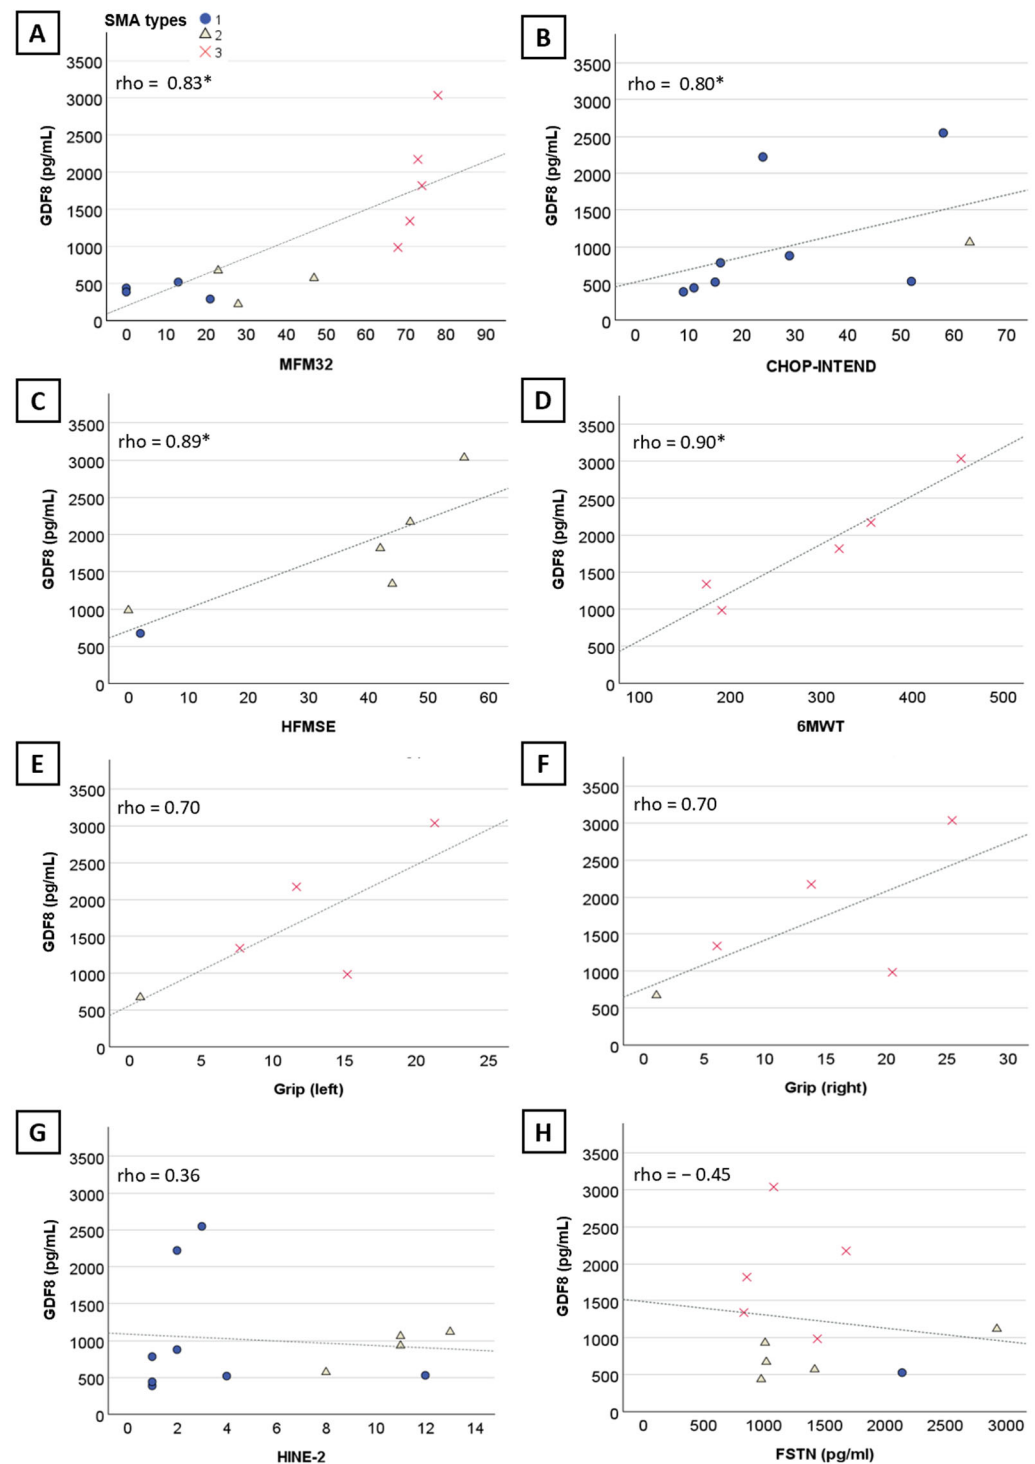 A
SMA types
1
2
3
rho = 0.83*
3500
3000
2500
2000
1500
1000
500
0
GDF8 (pg/mL)
0 10 20 30 40 50 60 70 80 90
MFM32
B
rho = 0.80*
3500
3000
2500
2000
1500
1000
500
0
GDF8 (pg/mL)
0 10 20 30 40 50 60 70
CHOP-INTEND
C
rho = 0.89*
3500
3000
2500
2000
1500
1000
500
0
GDF8 (pg/mL)
0 10 20 30 40 50 60
HFMSE
D
rho = 0.90*
3500
3000
2500
2000
1500
1000
500
0
GDF8 (pg/mL)
100 200 300 400 500
6MWT
E
rho = 0.70
3500
3000
2500
2000
1500
1000
500
0
GDF8 (pg/mL)
0 5 10 15 20 25
Grip (left)
F
rho = 0.70
3500
3000
2500
2000
1500
1000
500
0
GDF8 (pg/mL)
0 5 10 15 20 25 30
Grip (right)
G
rho = 0.36
3500
3000
2500
2000
1500
1000
500
0
GDF8 (pg/mL)
0 2 4 6 8 10 12 14
HINE-2
H
rho = − 0.45
3500
3000
2500
2000
1500
1000
500
0
GDF8 (pg/mL)
0 500 1000 1500 2000 2500 3000
FSTN (pg/ml)